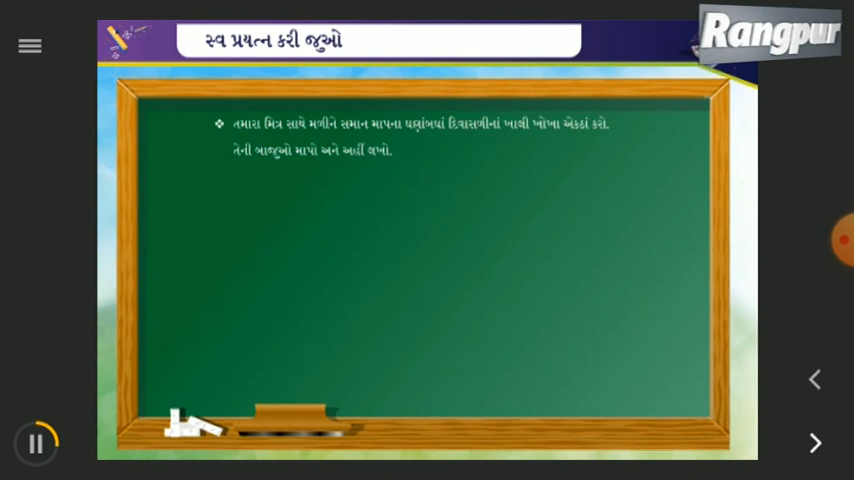 સ્વ પ્રયત્ન કરી જુઓ
Rangpur
❖ તમારા મિત્ર સાથે મળીને સમાન માપના ઘણાંબધાં દિવાસળીનાં ખાલી ખોખા એકઠાં કરો.
તેની બાજુઓ માપો અને અહીં લખો.